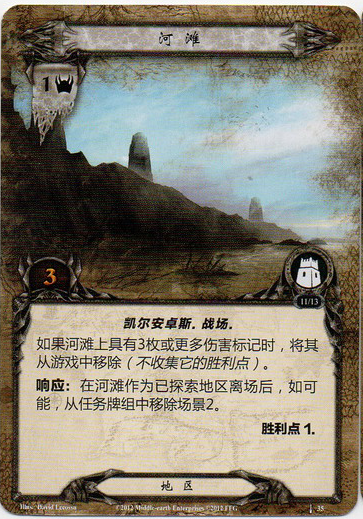 河滩
1
3
11/13
凯尔安卓斯. 战场.
如果河滩上具有3枚或更多伤害标记时，将其
从游戏中移除（不收集它的胜利点）。
响应：在河滩作为已探索地区离场后，如可
能，从任务牌组中移除场景2。
胜利点 1.
地区
Illus. David Lecossu
©2012 Middle-earth Enterprises ©2012 FFG
35